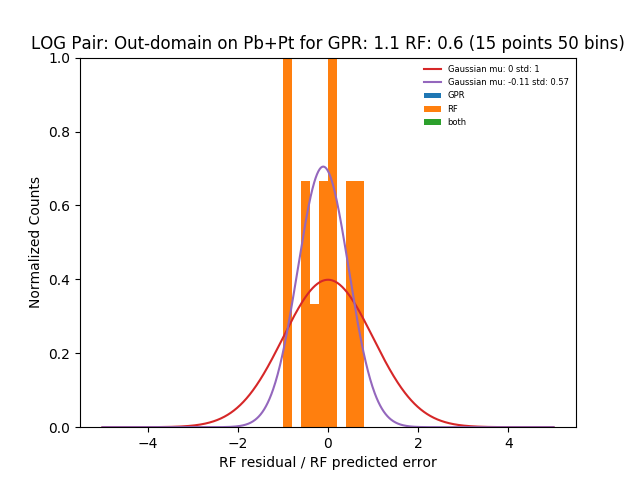 LOG Pair: Out-domain on Pb+Pt for GPR: 1.1 RF: 0.6 (15 points 50 bins)
Gaussian mu: 0 std: 1
Gaussian mu: -0.11 std: 0.57
GPR
RF
both
Normalized Counts
1.0
0.8
0.6
0.4
0.2
0.0
−4 −2 0 2 4
RF residual / RF predicted error